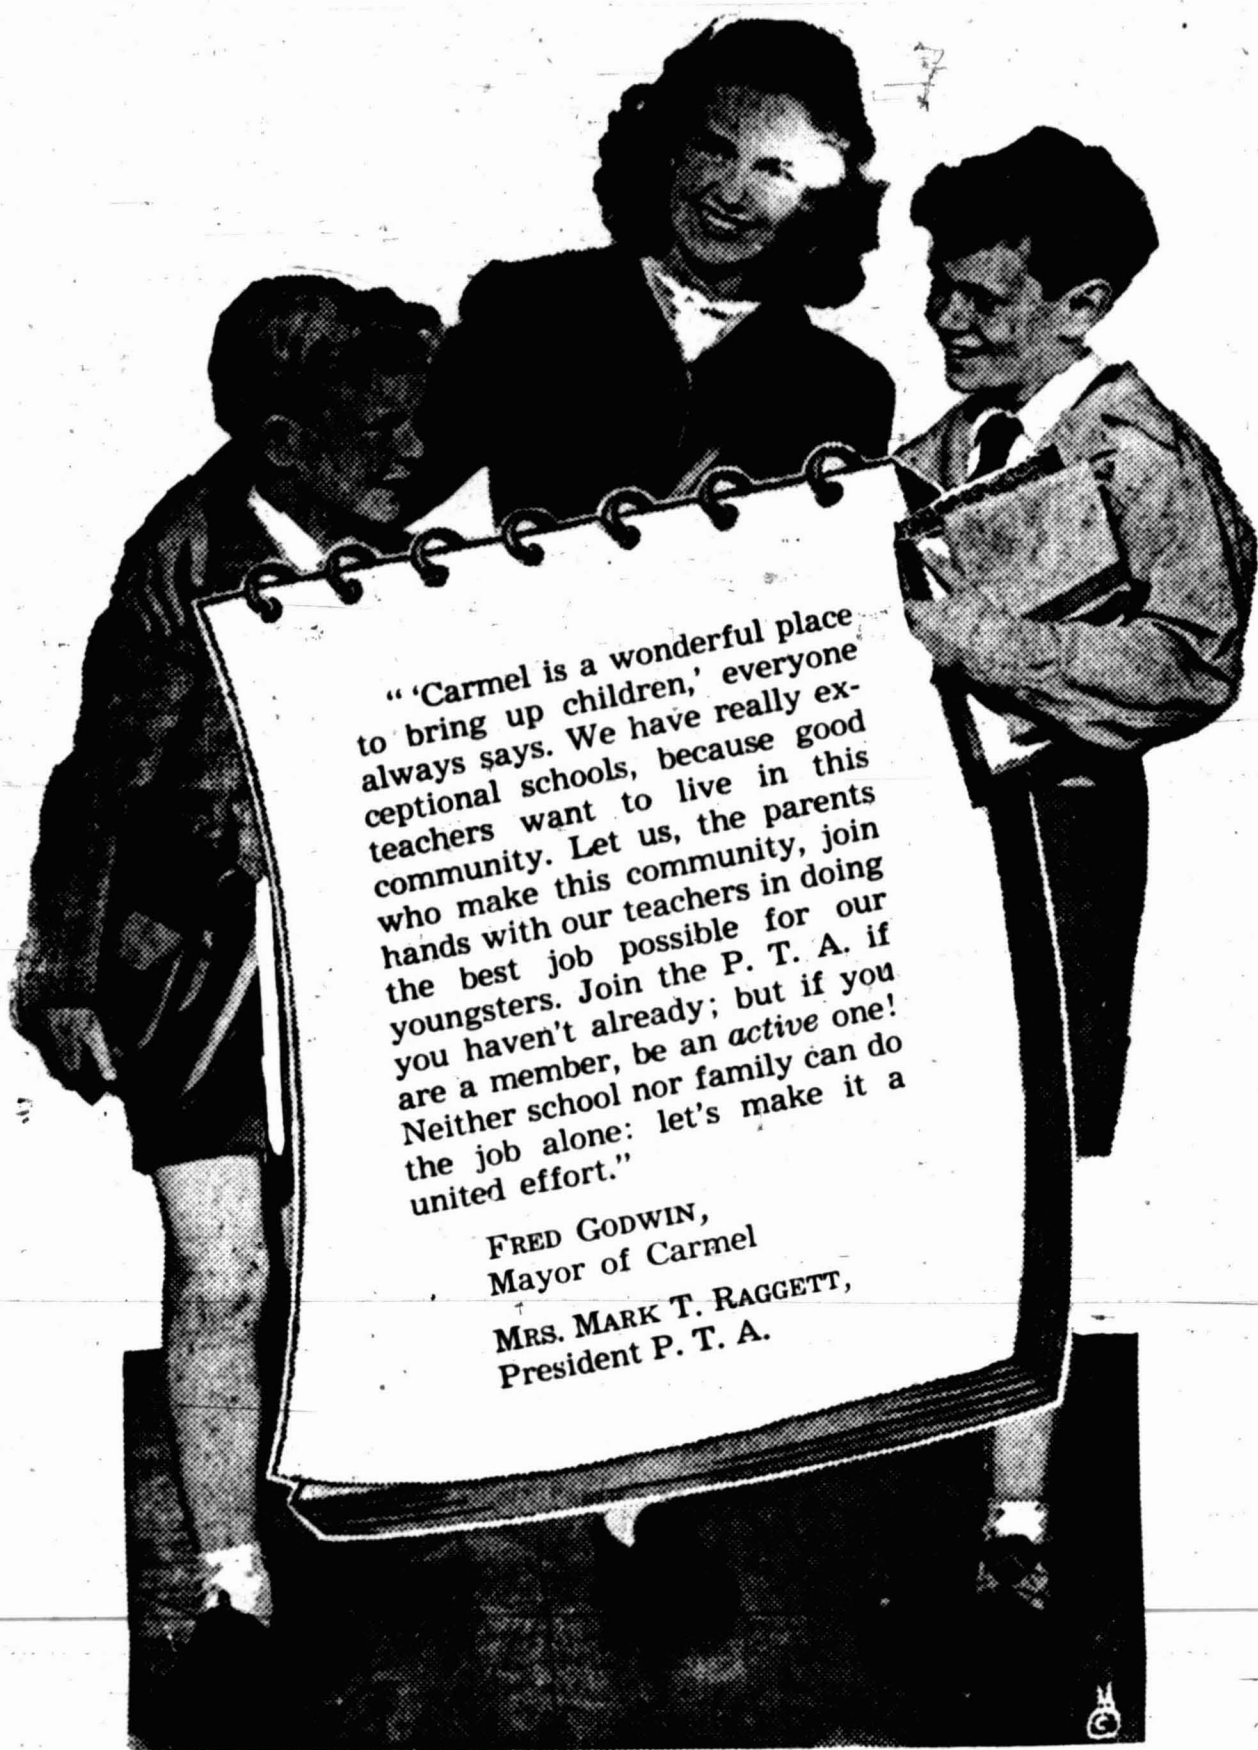 “ ‘Carmel is a wonderful place
to bring up children,’ everyone
always says. We have really ex-
ceptional schools, because good
teachers want to live in this
community. Let us, the parents
who make this community, join
hands with our teachers in doing
the best job possible for our
youngsters. Join the P. T. A. if
you haven't already; but if you
are a member, be an active one!
Neither school nor family can do
the job alone: let's make it a
united effort.”
FRED GODWIN,
Mayor of Carmel
MRS. MARK T. RAGGETT,
President P. T. A.